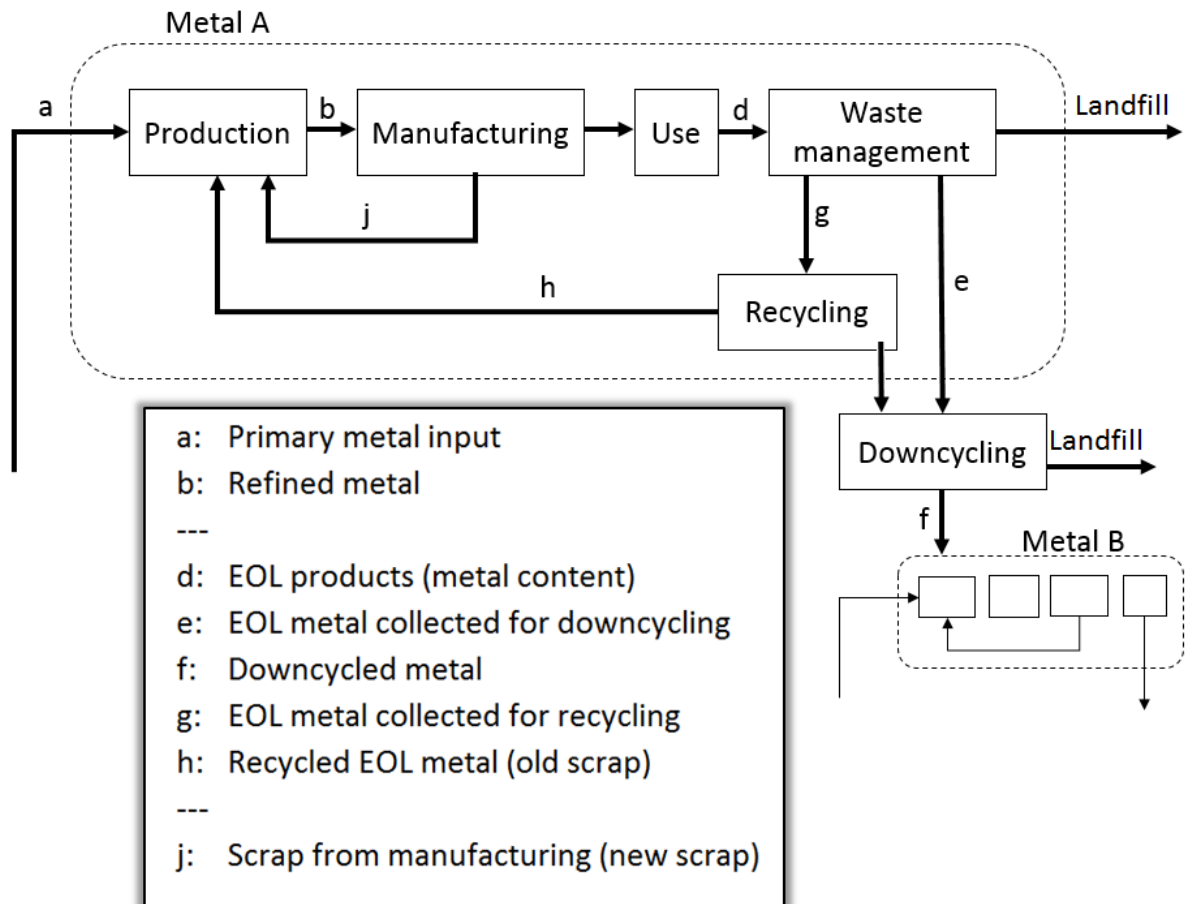 Metal A
a
b
d
Landfill
Production
Manufacturing
Use
Waste
management
j
g
h
e
Recycling
Downcycling
Landfill
f
Metal B
a: Primary metal input
b: Refined metal
---
d: EOL products (metal content)
e: EOL metal collected for downcycling
f: Downcycled metal
g: EOL metal collected for recycling
h: Recycled EOL metal (old scrap)
---
j: Scrap from manufacturing (new scrap)